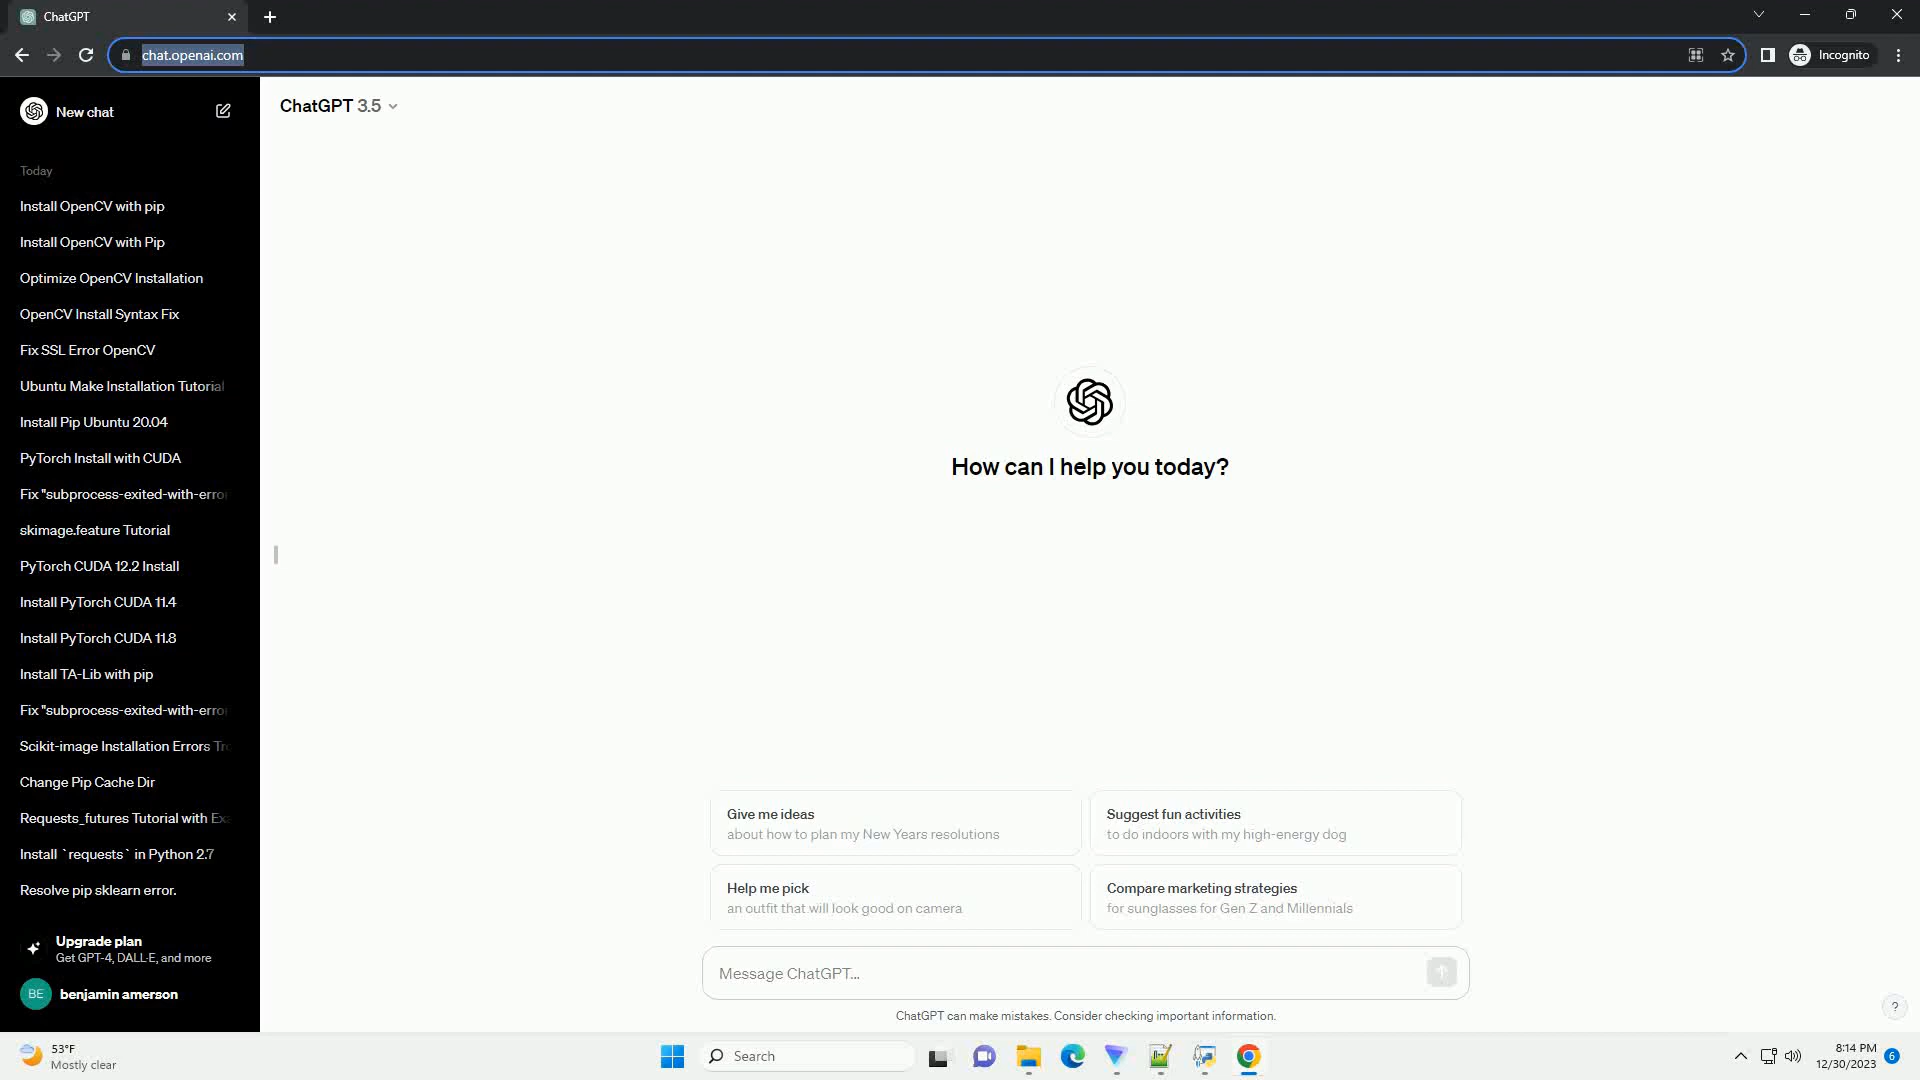 ChatGPT
chat.openai.com
Incognito
New chat
ChatGPT 3.5
Today
Install OpenCV with pip
Install OpenCV with Pip
Optimize OpenCV Installation
OpenCV Install Syntax Fix
Fix SSL Error OpenCV
Ubuntu Make Installation Tutorial
Install Pip Ubuntu 20.04
PyTorch Install with CUDA
Fix "subprocess-exited-with-erro
skimage.feature Tutorial
PyTorch CUDA 12.2 Install
Install PyTorch CUDA 11.4
Install PyTorch CUDA 11.8
Install TA-Lib with pip
Fix "subprocess-exited-with-erro
Scikit-image Installation Errors Tro
Change Pip Cache Dir
Requests_futures Tutorial with Exa
Install `requests` in Python 2.7
Resolve pip sklearn error.
Upgrade plan
Get GPT-4, DALL·E, and more
BE
benjamin amerson
How can I help you today?
Give me ideas
about how to plan my New Years resolutions
Suggest fun activities
to do indoors with my high-energy dog
Help me pick
an outfit that will look good on camera
Compare marketing strategies
for sunglasses for Gen Z and Millennials
Message ChatGPT...
ChatGPT can make mistakes. Consider checking important information.
?
53°F
Mostly clear
Search
8:14 PM
12/30/2023
6